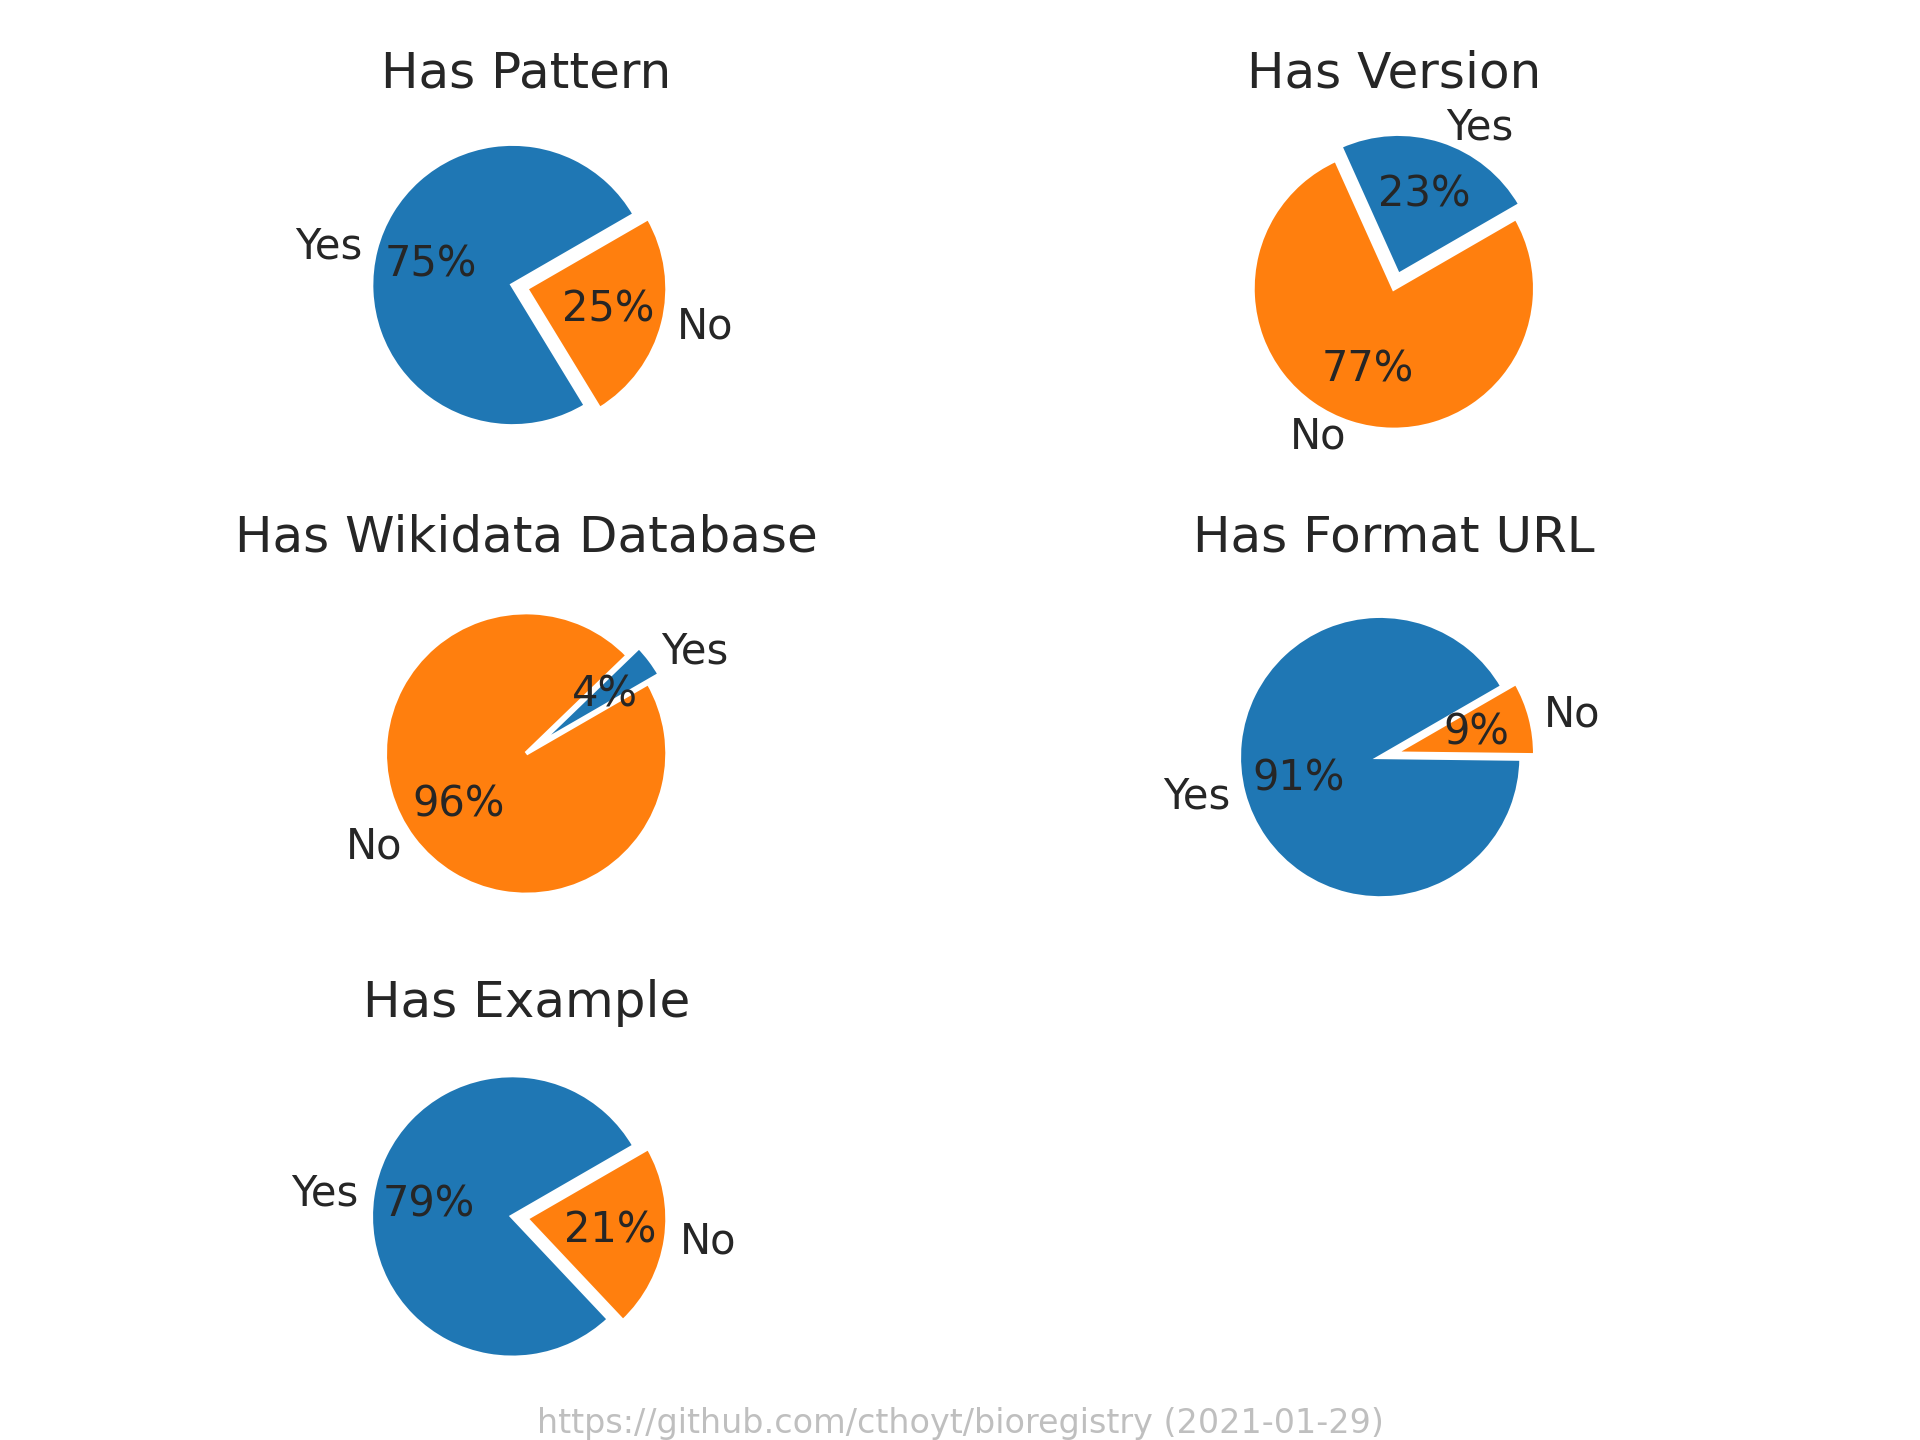 Has Pattern
Yes
75%
25%
No
Has Version
Yes
23%
77%
No
Has Wikidata Database
Yes
4%
96%
No
Has Format URL
No
9%
91%
Yes
Has Example
Yes
79%
21%
No
https://github.com/cthoyt/bioregistry (2021-01-29)